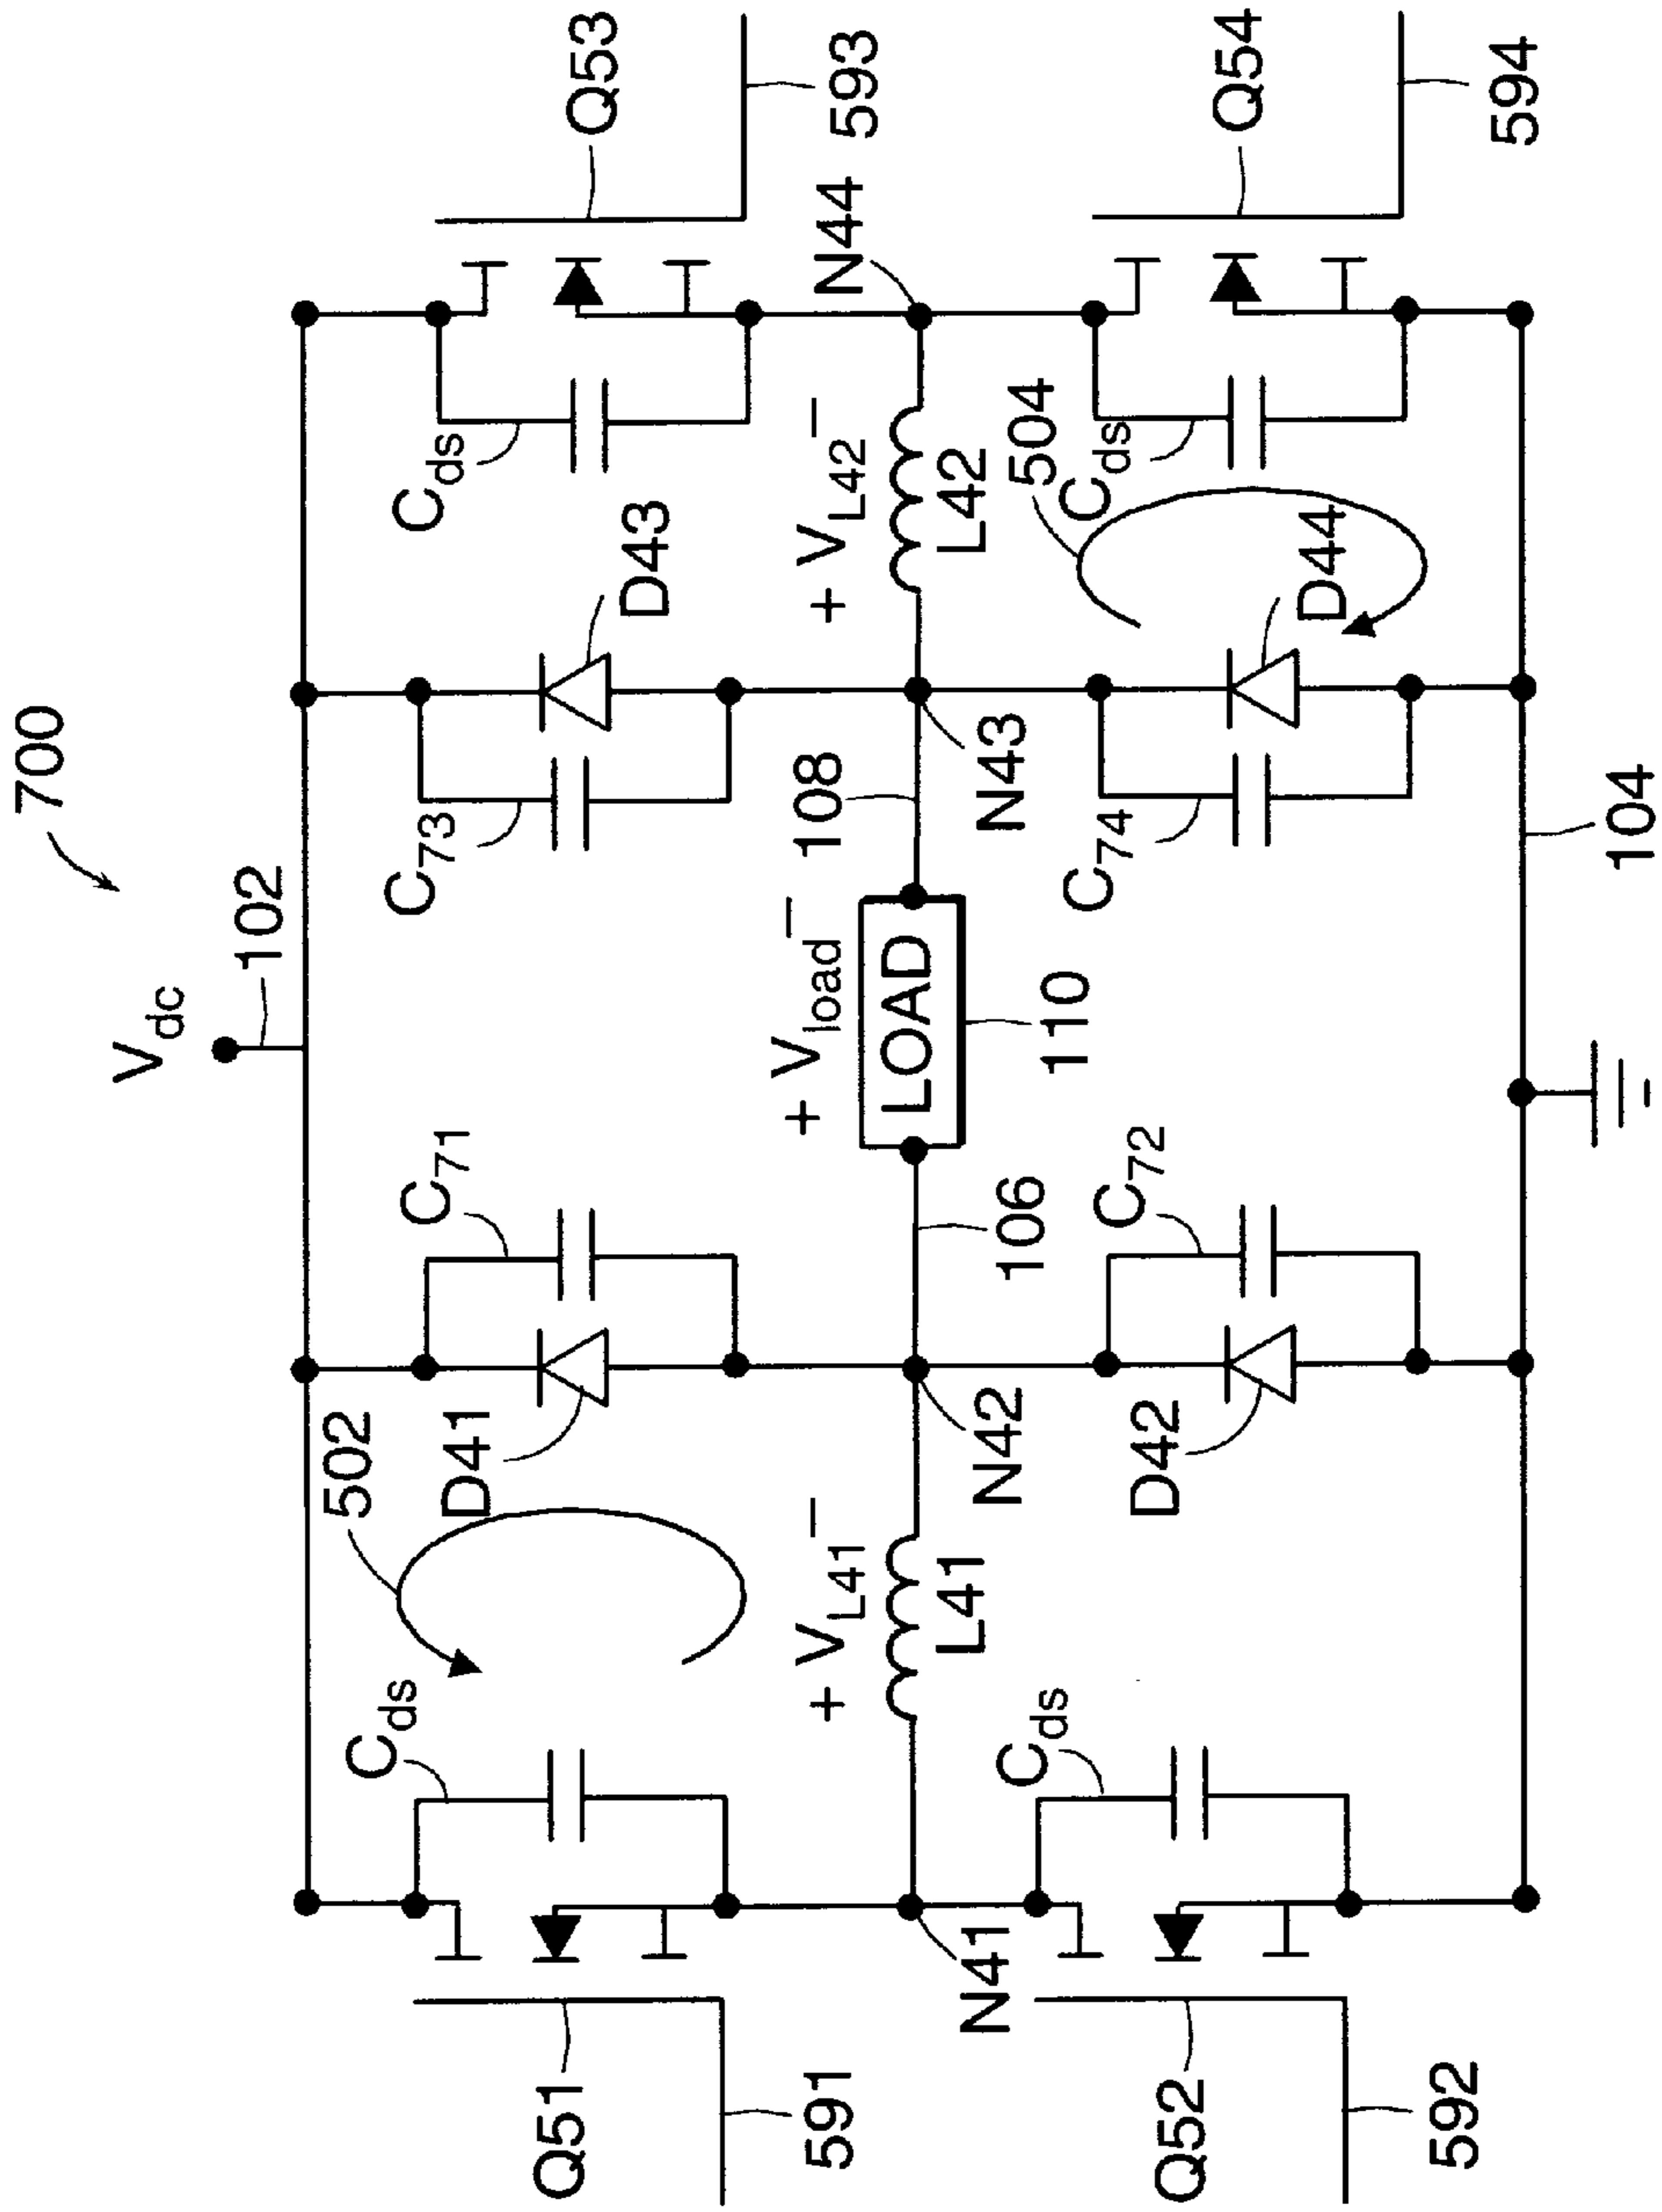 700
V_dc
102
Q51
591
C_ds
502
D41
C_71
C_73
D43
C_ds
Q53
593
+ V_L41 −
L41
N41
N42
106
+ V_load −
LOAD
110
108
N43
+ V_L42 −
L42
N44
Q52
592
C_ds
D42
C_72
C_74
D44
504
C_ds
Q54
594
104